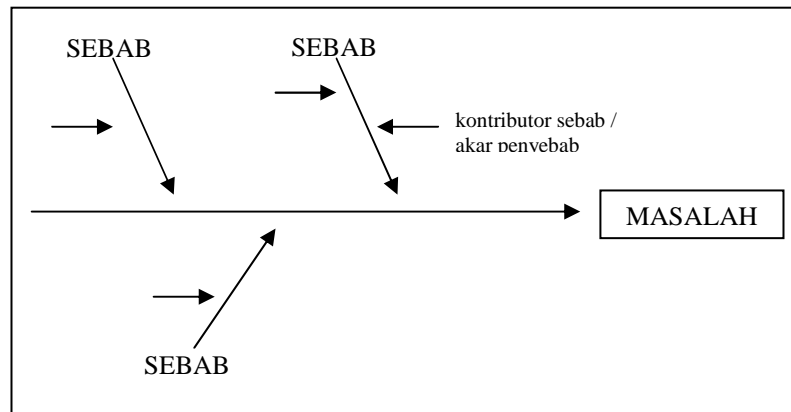 SEBAB
SEBAB
kontributor sebab /
akar penyebab
MASALAH
SEBAB